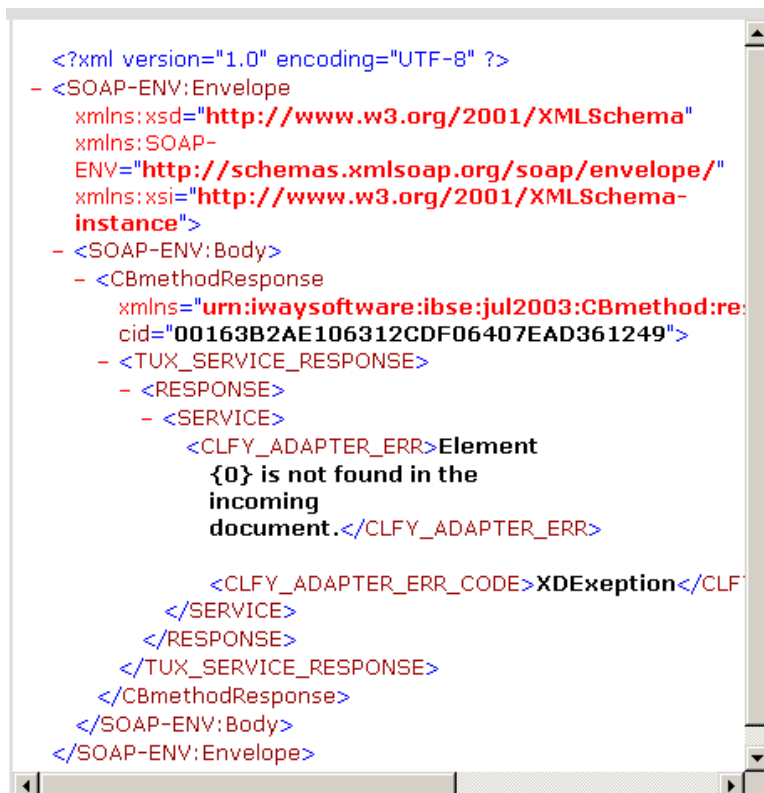 <?xml version="1.0" encoding="UTF-8" ?>
– <SOAP-ENV:Envelope
xmlns:xsd="http://www.w3.org/2001/XMLSchema"
xmlns:SOAP-
ENV="http://schemas.xmlsoap.org/soap/envelope/"
xmlns:xsi="http://www.w3.org/2001/XMLSchema-
instance">
– <SOAP-ENV:Body>
– <CBmethodResponse
xmlns="urn:iwaysoftware:ibse:jul2003:CBmethod:re
cid="00163B2AE106312CDF06407EAD361249">
– <TUX_SERVICE_RESPONSE>
– <RESPONSE>
– <SERVICE>
<CLFY_ADAPTER_ERR>Element
{0} is not found in the
incoming
document.</CLFY_ADAPTER_ERR>
<CLFY_ADAPTER_ERR_CODE>XDExeption</CLF
</SERVICE>
</RESPONSE>
</TUX_SERVICE_RESPONSE>
</CBmethodResponse>
</SOAP-ENV:Body>
</SOAP-ENV:Envelope>